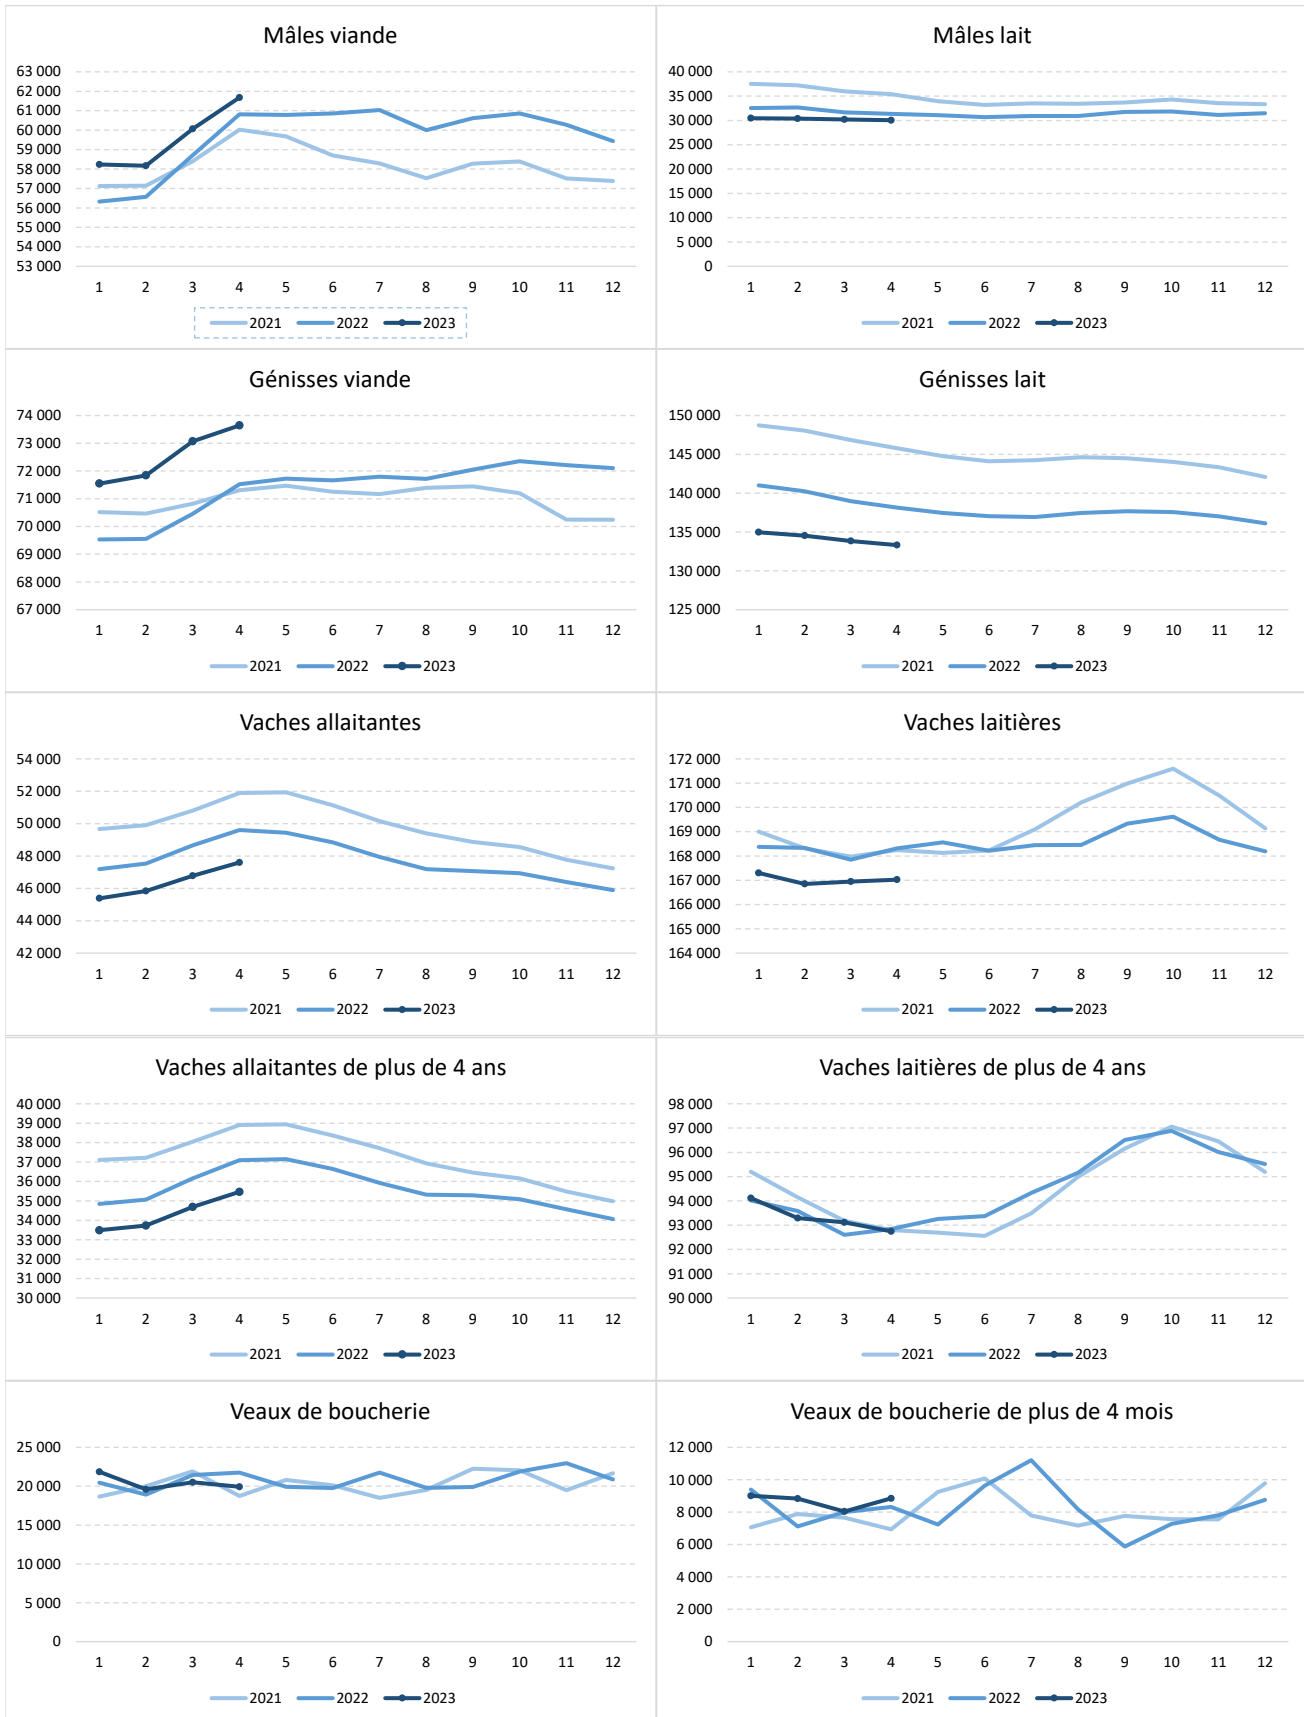 Mâles viande
63 000
62 000
61 000
60 000
59 000
58 000
57 000
56 000
55 000
54 000
53 000
1 2 3 4 5 6 7 8 9 10 11 12
2021 2022 2023
Mâles lait
40 000
35 000
30 000
25 000
20 000
15 000
10 000
5 000
0
1 2 3 4 5 6 7 8 9 10 11 12
2021 2022 2023
Génisses viande
74 000
73 000
72 000
71 000
70 000
69 000
68 000
67 000
1 2 3 4 5 6 7 8 9 10 11 12
2021 2022 2023
Génisses lait
150 000
145 000
140 000
135 000
130 000
125 000
1 2 3 4 5 6 7 8 9 10 11 12
2021 2022 2023
Vaches allaitantes
54 000
52 000
50 000
48 000
46 000
44 000
42 000
1 2 3 4 5 6 7 8 9 10 11 12
2021 2022 2023
Vaches laitières
172 000
171 000
170 000
169 000
168 000
167 000
166 000
165 000
164 000
1 2 3 4 5 6 7 8 9 10 11 12
2021 2022 2023
Vaches allaitantes de plus de 4 ans
40 000
39 000
38 000
37 000
36 000
35 000
34 000
33 000
32 000
31 000
30 000
1 2 3 4 5 6 7 8 9 10 11 12
2021 2022 2023
Vaches laitières de plus de 4 ans
98 000
97 000
96 000
95 000
94 000
93 000
92 000
91 000
90 000
1 2 3 4 5 6 7 8 9 10 11 12
2021 2022 2023
Veaux de boucherie
25 000
20 000
15 000
10 000
5 000
0
1 2 3 4 5 6 7 8 9 10 11 12
2021 2022 2023
Veaux de boucherie de plus de 4 mois
12 000
10 000
8 000
6 000
4 000
2 000
0
1 2 3 4 5 6 7 8 9 10 11 12
2021 2022 2023